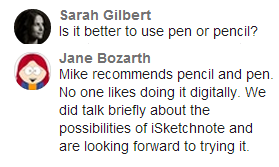 Sarah Gilbert
Is it better to use pen or pcncil?
Jane Bozarth
Mike recommends pencil and pen.
No one likes doing it digitally. We
did talk briefly about the
possibilities of iSketchnote and
are looking forward to trying it.